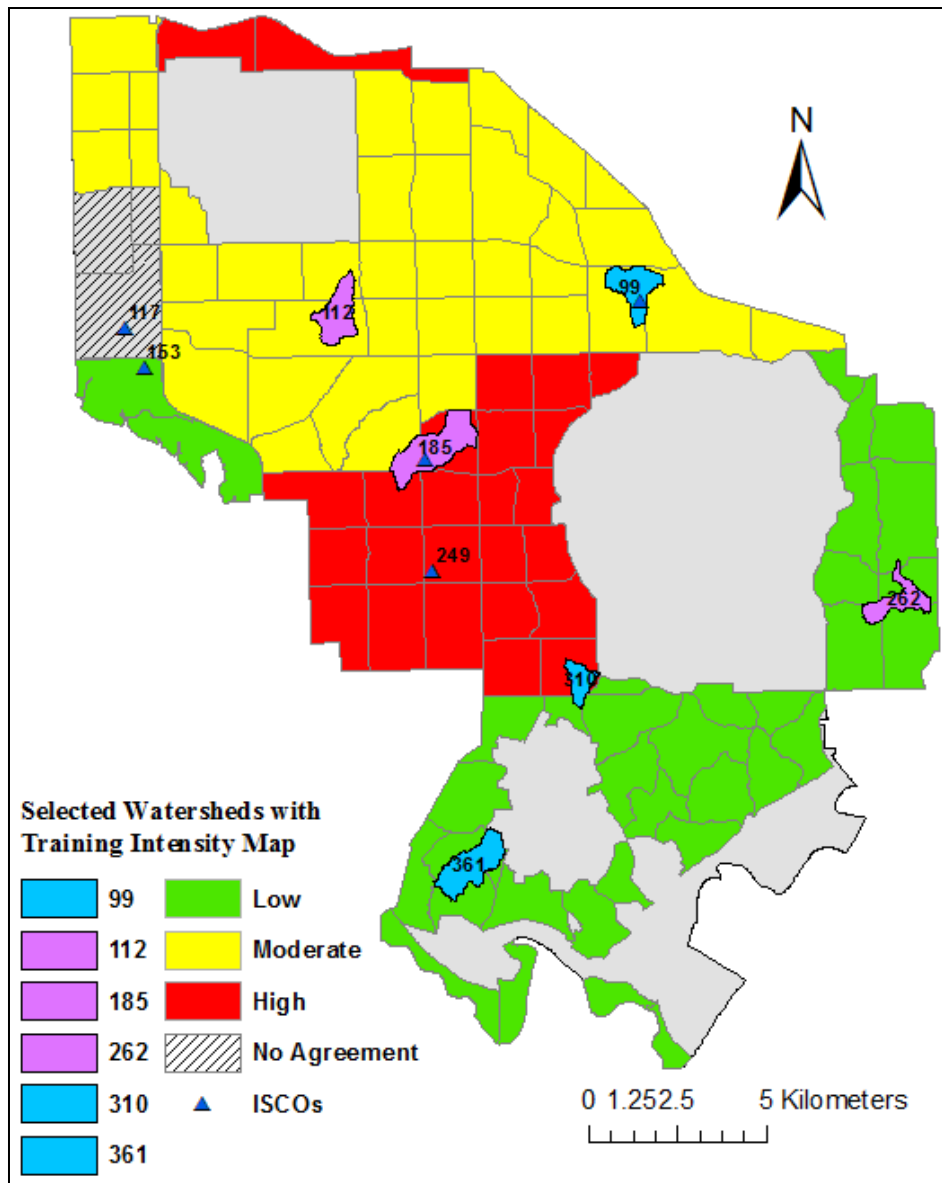 N
99
112
117
153
185
249
262
310
361
Selected Watersheds with
Training Intensity Map
99 Low
112 Moderate
185 High
262 No Agreement
310 ISCOs
361
0 1.252.5 5 Kilometers